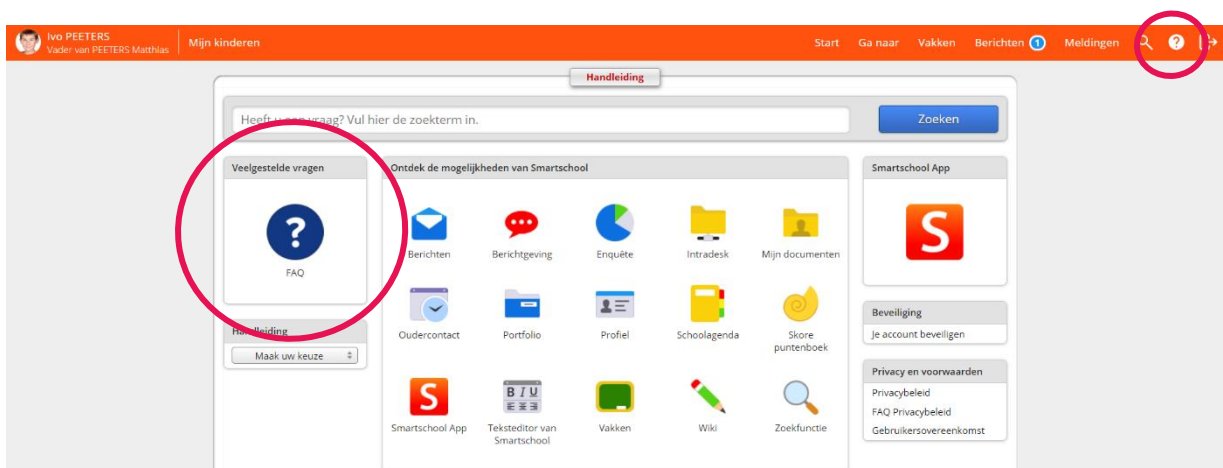 Ivo PEETERS
Vader van PEETERS Matthias
Mijn kinderen
Start Ga naar Vakken Berichten 1 Meldingen ?
Handleiding
Heeft u een vraag? Vul hier de zoekterm in.
Zoeken
Veelgestelde vragen
?
FAQ
Handleiding
Maak uw keuze
Ontdek de mogelijkheden van Smartschool
Berichten Berichtgeving Enquête Intradesk Mijn documenten
Oudercontact Portfolio Profiel Schoolagenda Skore
puntenboek
S
B I U
Smartschool App Teksteditor van Vakken Wiki Zoekfunctie
Smartschool
Smartschool App
S
Beveiliging
Je account beveiligen
Privacy en voorwaarden
Privacybeleid
FAQ Privacybeleid
Gebruikersovereenkomst